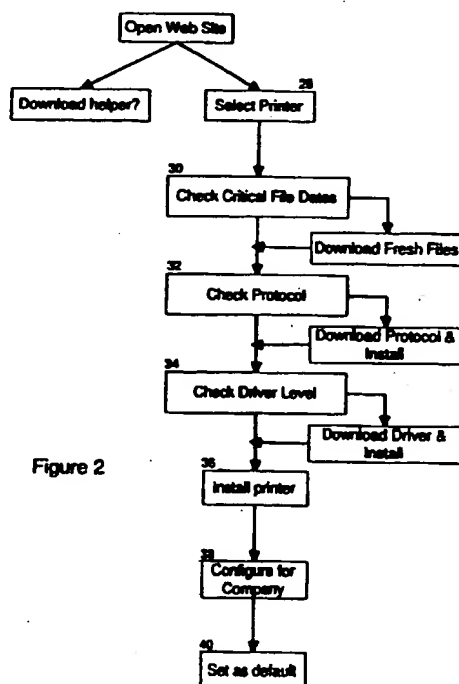 Open Web Site
Download helper?
28
Select Printer
30
Check Critical File Dates
Download Fresh Files
32
Check Protocol
Download Protocol &
Install
34
Check Driver Level
Download Driver &
Install
Figure 2
36
Install printer
38
Configure for
Company
40
Set as default